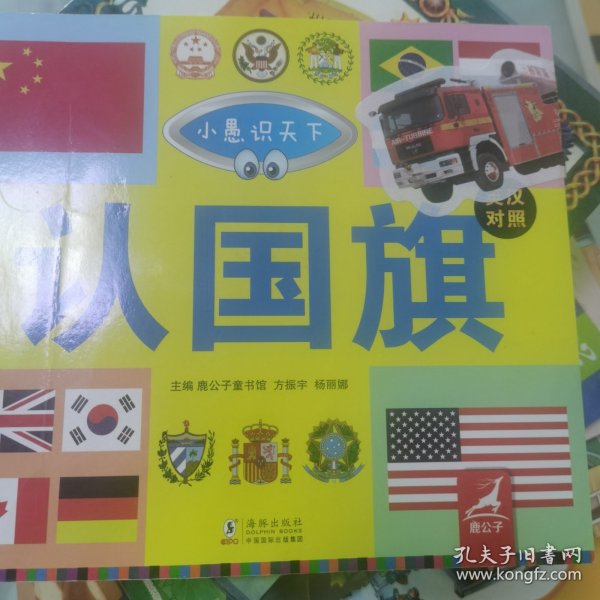 小愚识天下
AIR-TURBINE
对照
认国旗
主编 鹿公子童书馆 方振宇 杨丽娜
海豚出版社
DOLPHIN BOOKS
中国国际出版集团
鹿公子
孔夫子旧书网
www.kongfz.com